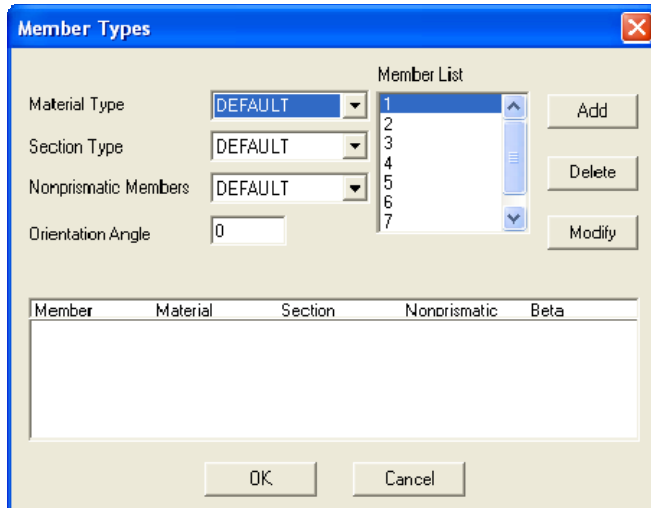 Member Types
Member List
Material Type
DEFAULT
Section Type
DEFAULT
Nonprismatic Members
DEFAULT
Orientation Angle
0
1
2
3
4
5
6
7
Add
Delete
Modify
Member Material Section Nonprismatic Beta
OK Cancel